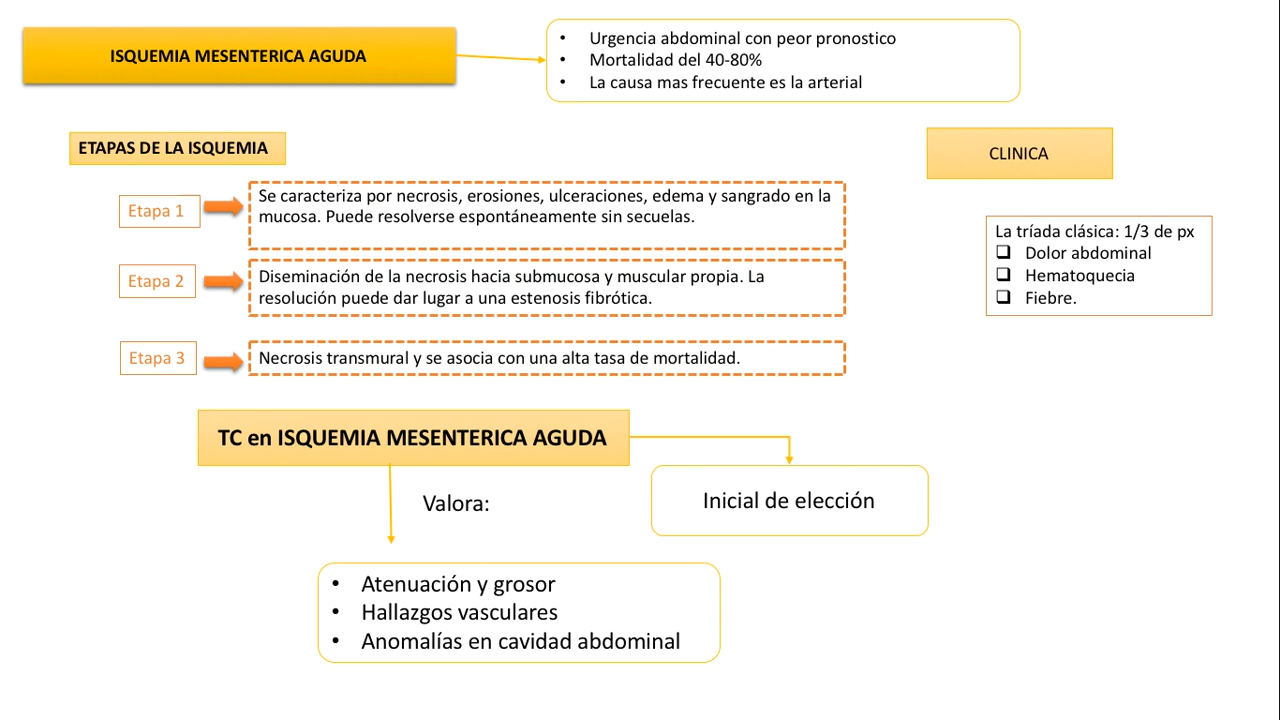 ISQUEMIA MESENTERICA AGUDA
• Urgencia abdominal con peor pronostico
• Mortalidad del 40-80%
• La causa mas frecuente es la arterial
ETAPAS DE LA ISQUEMIA
Etapa 1
Se caracteriza por necrosis, erosiones, ulceraciones, edema y sangrado en la
mucosa. Puede resolverse espontáneamente sin secuelas.
Etapa 2
Diseminación de la necrosis hacia submucosa y muscular propia. La
resolución puede dar lugar a una estenosis fibrótica.
Etapa 3
Necrosis transmural y se asocia con una alta tasa de mortalidad.
CLINICA
La tríada clásica: 1/3 de px
❑ Dolor abdominal
❑ Hematoquecia
❑ Fiebre.
TC en ISQUEMIA MESENTERICA AGUDA
Inicial de elección
Valora:
• Atenuación y grosor
• Hallazgos vasculares
• Anomalías en cavidad abdominal